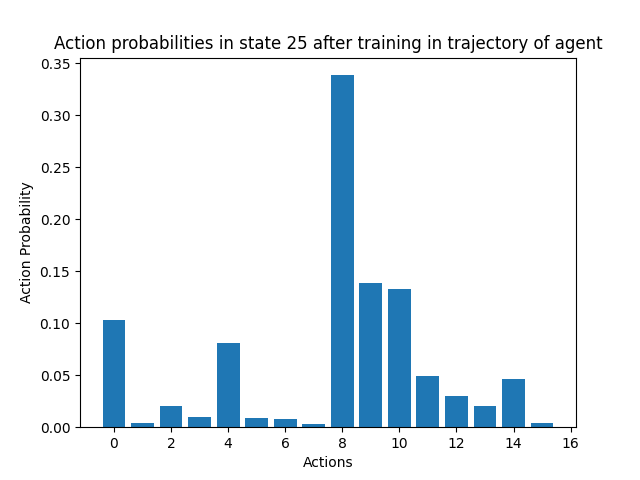 Action probabilities in state 25 after training in trajectory of agent
0.35
0.30
0.25
0.20
0.15
0.10
0.05
0.00
Action Probability
0 2 4 6 8 10 12 14 16
Actions